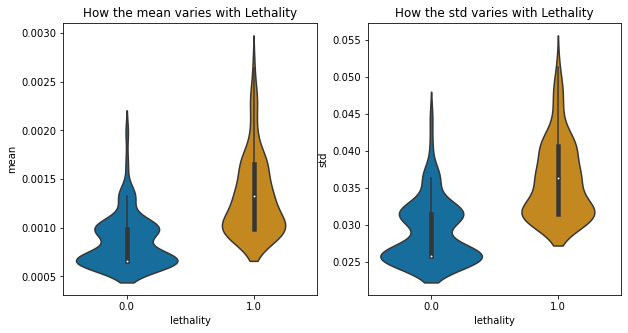 How the mean varies with Lethality
mean
0.0030
0.0025
0.0020
0.0015
0.0010
0.0005
0.0
1.0
lethality
How the std varies with Lethality
std
0.055
0.050
0.045
0.040
0.035
0.030
0.025
0.0
1.0
lethality